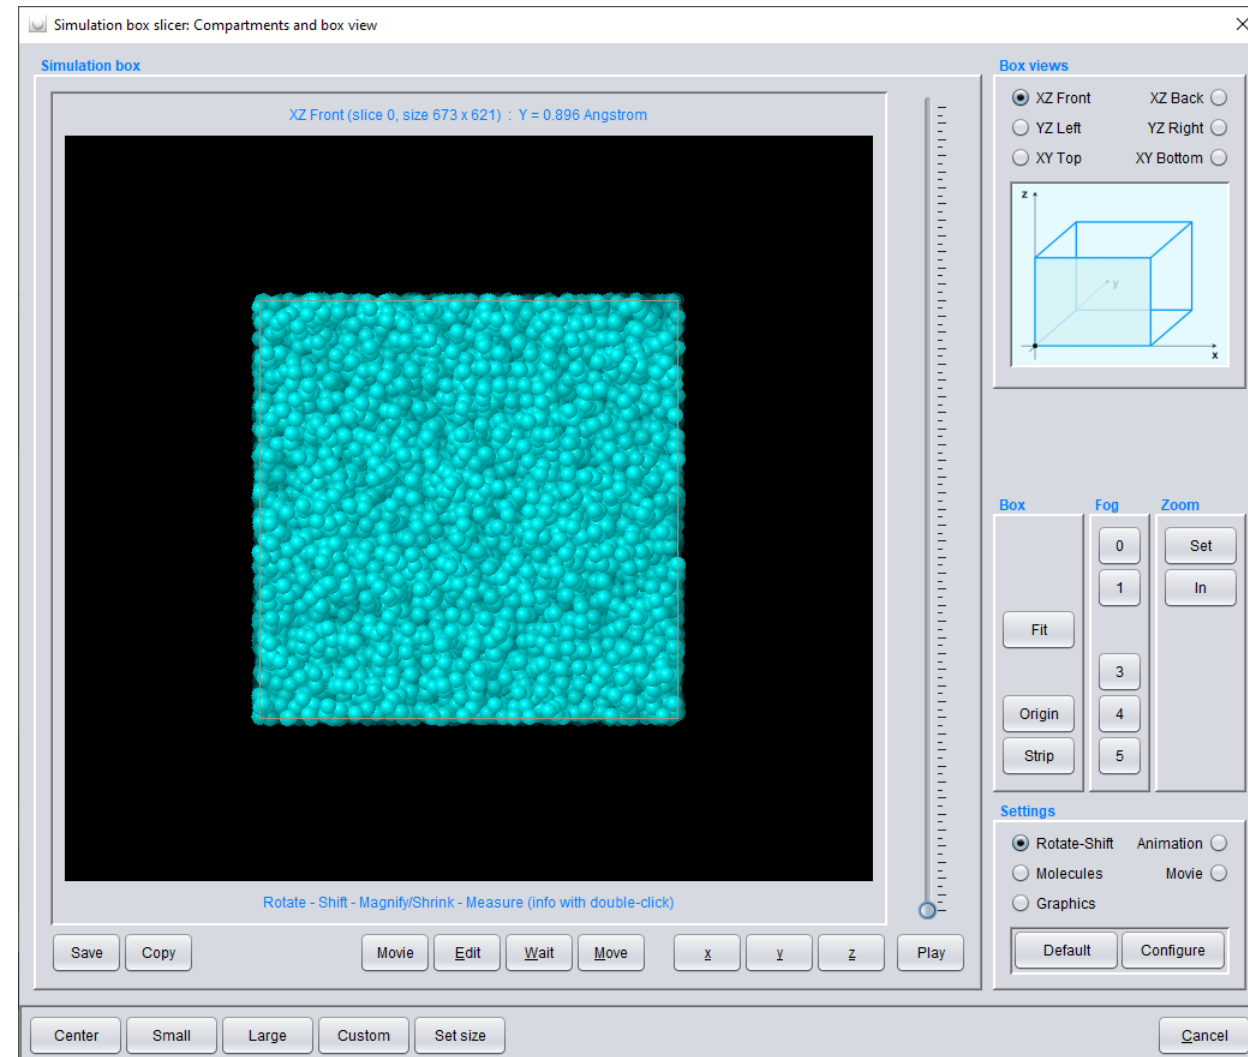 Simulation box slicer: Compartments and box view
Simulation box
XZ Front (slice 0, size 673 x 621) : Y = 0.896 Angstrom
Rotate - Shift - Magnify/Shrink - Measure (info with double-click)
Save Copy Movie Edit Wait Move x y z Play
Box views
XZ Front XZ Back
YZ Left YZ Right
XY Top XY Bottom
z
y
x
Box Fog Zoom
0 Set
1 In
Fit
3
Origin 4
Strip 5
Settings
Rotate-Shift Animation
Molecules Movie
Graphics
Default Configure
Center Small Large Custom Set size Cancel